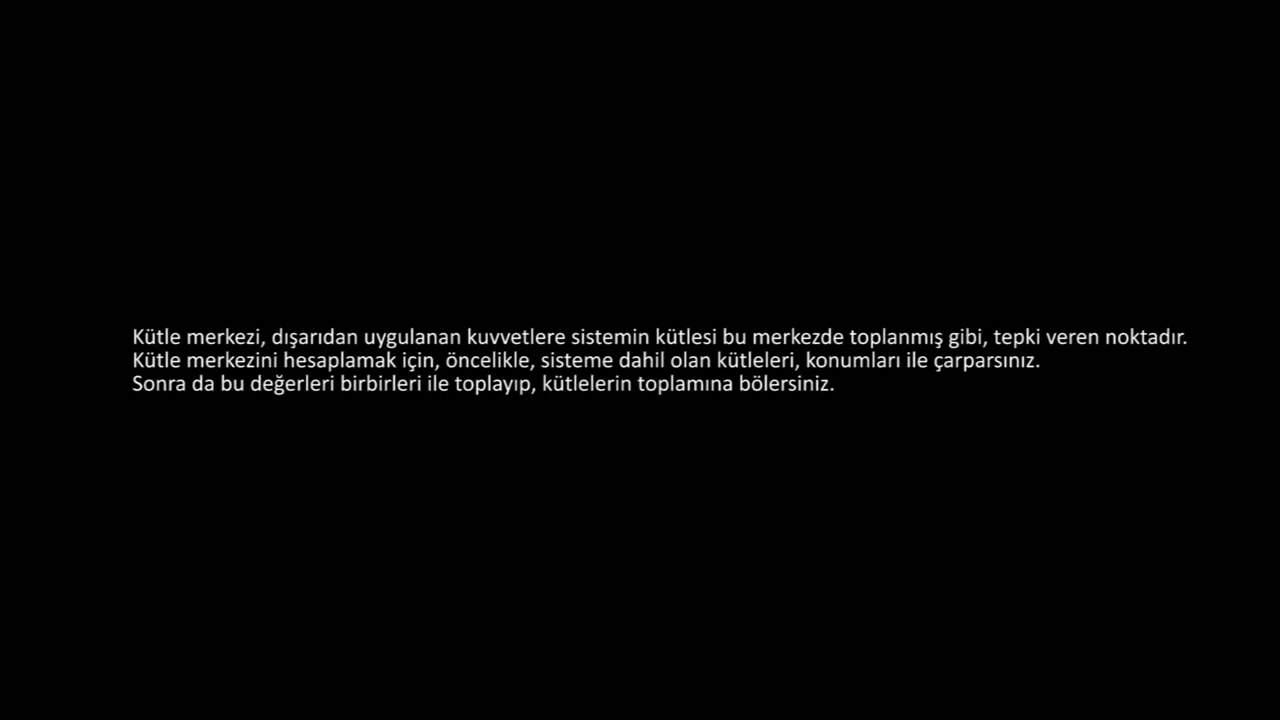 Kütle merkezi, dışarıdan uygulanan kuvvetlere sistemin kütlesi bu merkezde toplanmış gibi, tepki veren noktadır.
Kütle merkezini hesaplamak için, öncelikle, sisteme dahil olan kütleleri, konumları ile çarparsınız.
Sonra da bu değerleri birbirleri ile toplayıp, kütlelerin toplamına bölersiniz.